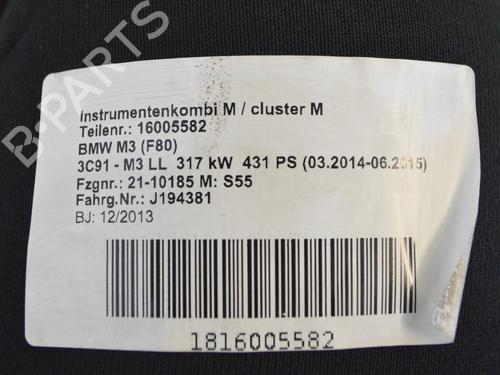 B-PARTS
Instrumentenkombi M / cluster M
Teilenr.: 16005582
BMW M3 (F80)
3C91 - M3 LL 317 kW 431 PS (03.2014-06.2015)
Fzgnr.: 21-10185 M: S55
Fahrg.Nr.: J194381
BJ: 12/2013
1816005582